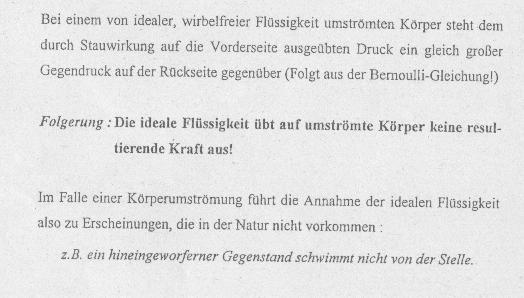 Bei einem von idealer, wirbelfreier Flüssigkeit umströmten Körper steht dem
durch Stauwirkung auf die Vorderseite ausgeübten Druck ein gleich großer
Gegendruck auf der Rückseite gegenüber (Folgt aus der Bernoulli-Gleichung!)
Folgerung : Die ideale Flüssigkeit übt auf umströmte Körper keine resul-
tierende Kraft aus!
Im Falle einer Körperumströmung führt die Annahme der idealen Flüssigkeit
also zu Erscheinungen, die in der Natur nicht vorkommen :
z.B. ein hineingeworferner Gegenstand schwimmt nicht von der Stelle.